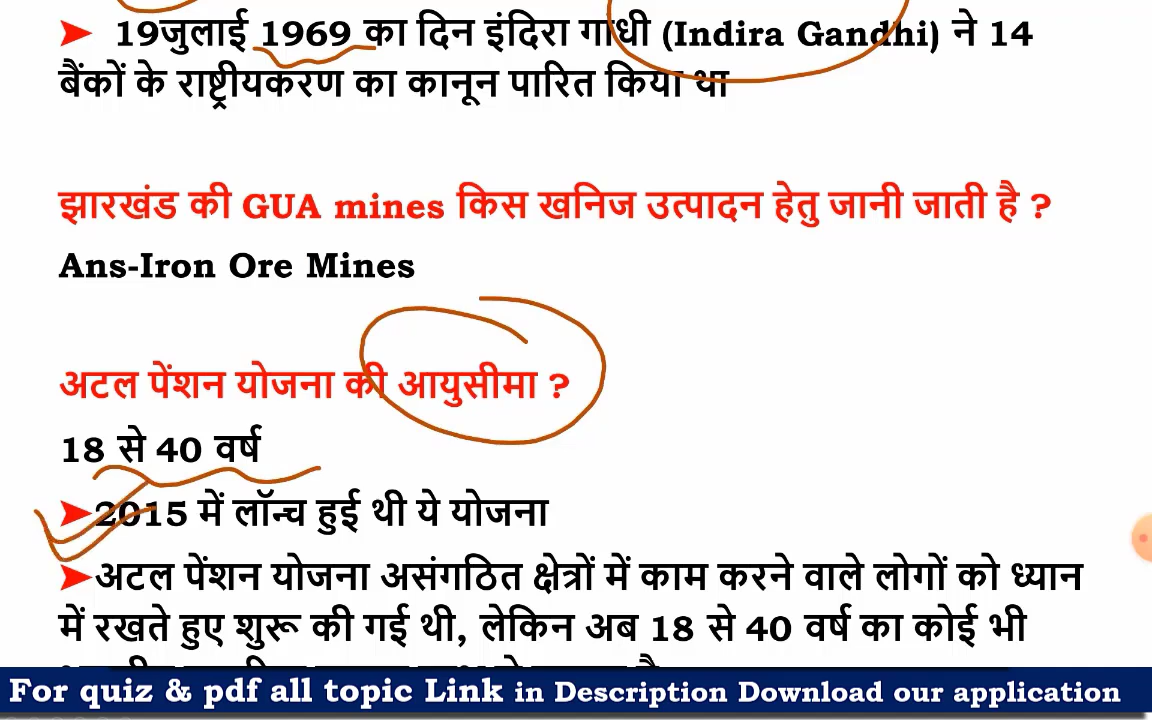 ➤ 19जुलाई 1969 का दिन इंदिरा गांधी (Indira Gandhi) ने 14
बैंकों के राष्ट्रीयकरण का कानून पारित किया था
झारखंड की GUA mines किस खनिज उत्पादन हेतु जानी जाती है ?
Ans-Iron Ore Mines
अटल पेंशन योजना की आयुसीमा ?
18 से 40 वर्ष
➤2015 में लॉन्च हुई थी ये योजना
➤अटल पेंशन योजना असंगठित क्षेत्रों में काम करने वाले लोगों को ध्यान
में रखते हुए शुरू की गई थी, लेकिन अब 18 से 40 वर्ष का कोई भी
For quiz & pdf all topic Link in Description Download our application